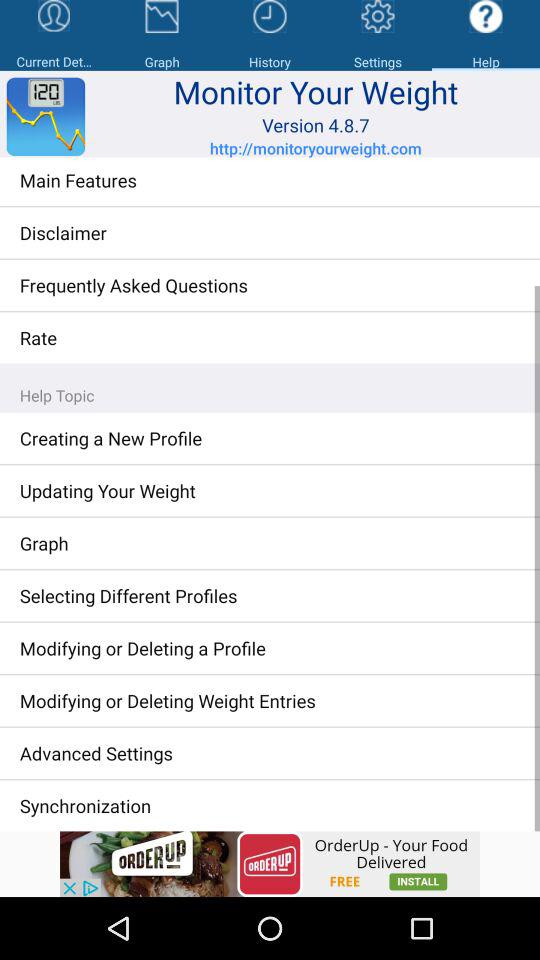 Current Det... Graph History Settings Help
120
LBS
Monitor Your Weight
Version 4.8.7
http://monitoryourweight.com
Main Features
Disclaimer
Frequently Asked Questions
Rate
Help Topic
Creating a New Profile
Updating Your Weight
Graph
Selecting Different Profiles
Modifying or Deleting a Profile
Modifying or Deleting Weight Entries
Advanced Settings
Synchronization
ORDERUP
ORDERUP
OrderUp - Your Food
Delivered
FREE INSTALL